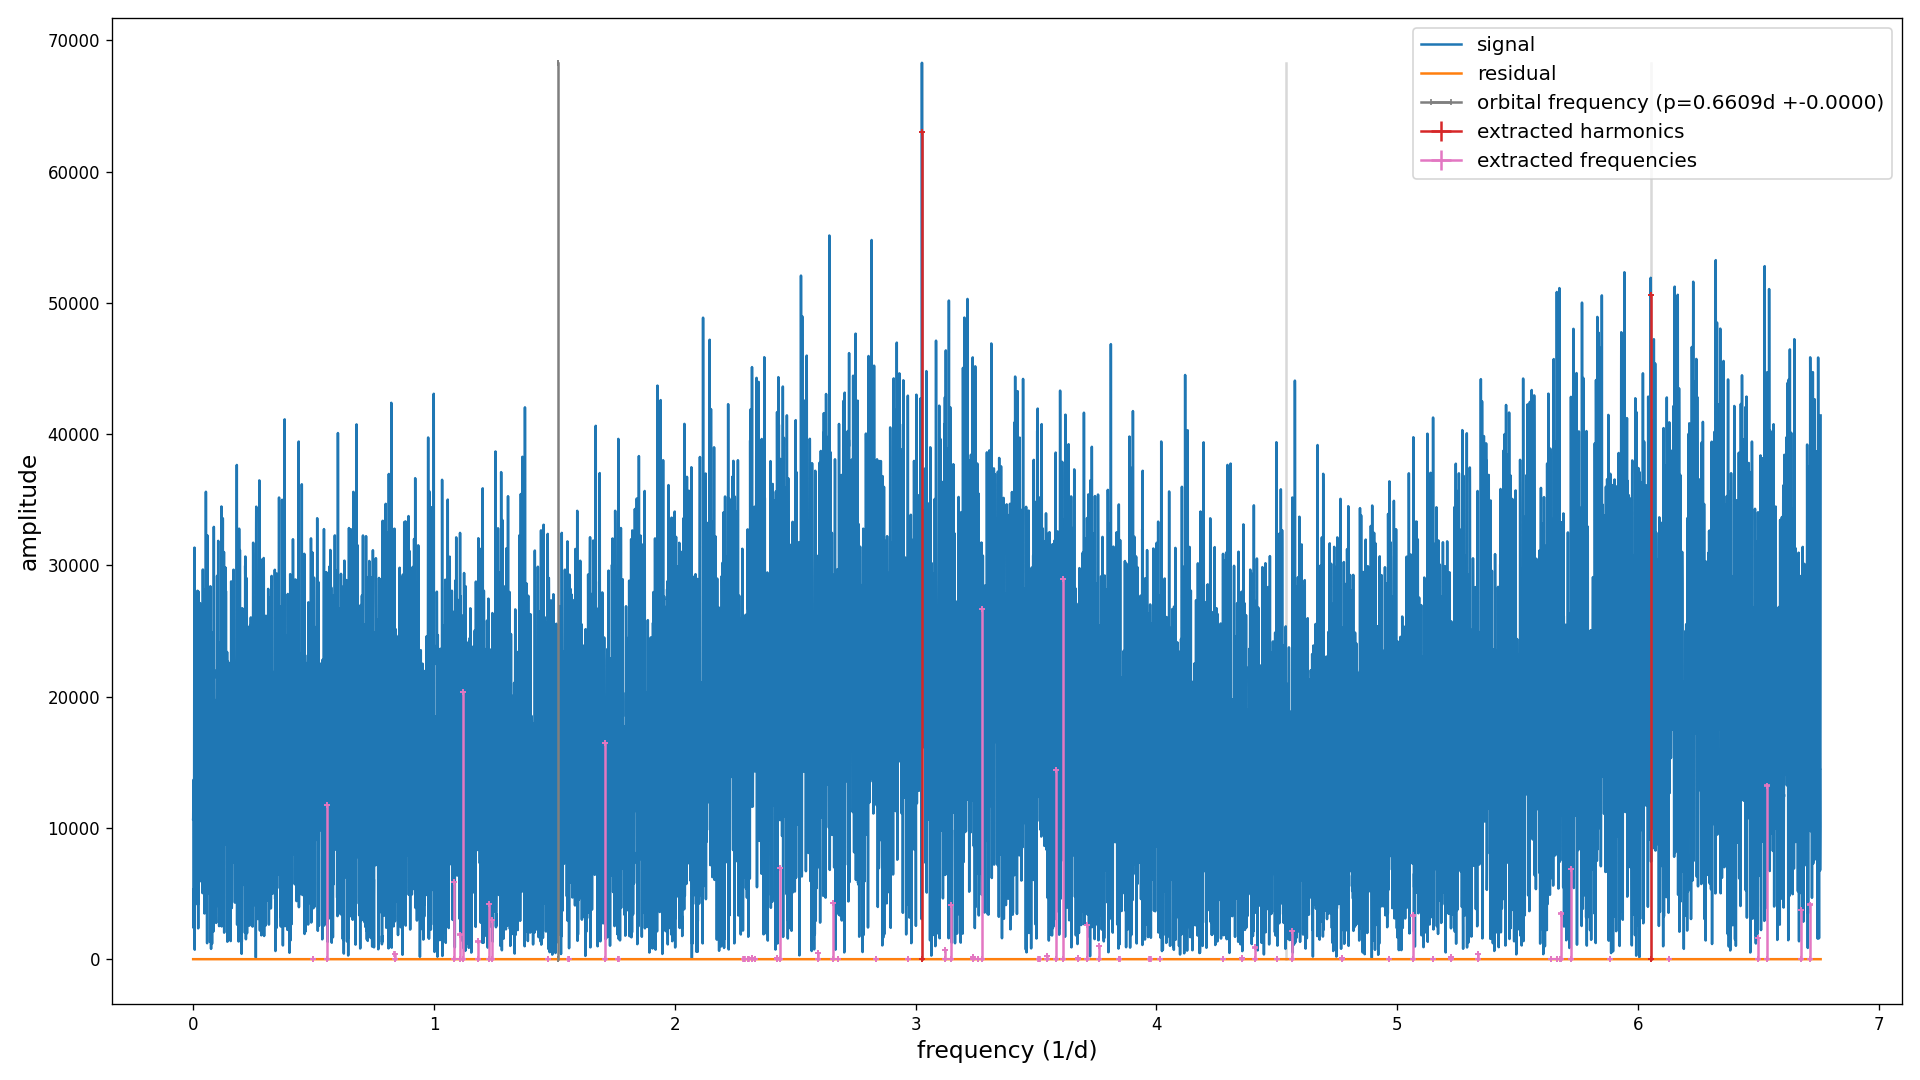 70000
60000
50000
40000
30000
20000
10000
0
amplitude
signal
residual
orbital frequency (p=0.6609d +-0.0000)
extracted harmonics
extracted frequencies
0 1 2 3 4 5 6 7
frequency (1/d)